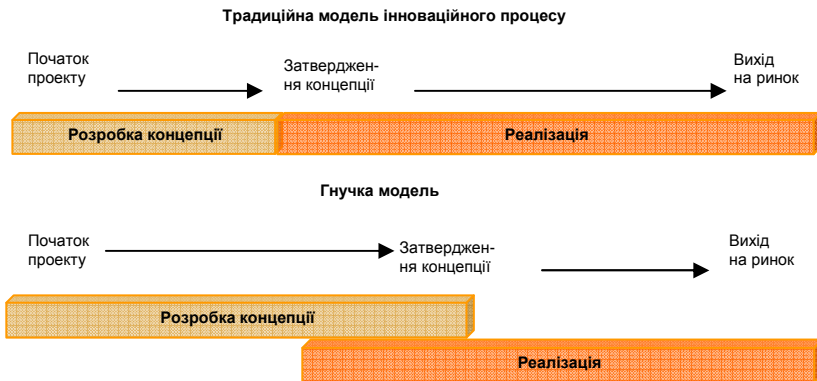 Традиційна модель інноваційного процесу
Початок
проекту
Затверджен-
ня концепції
Вихід
на ринок
Розробка концепції
Реалізація
Гнучка модель
Початок
проекту
Затверджен-
ня концепції
Вихід
на ринок
Розробка концепції
Реалізація